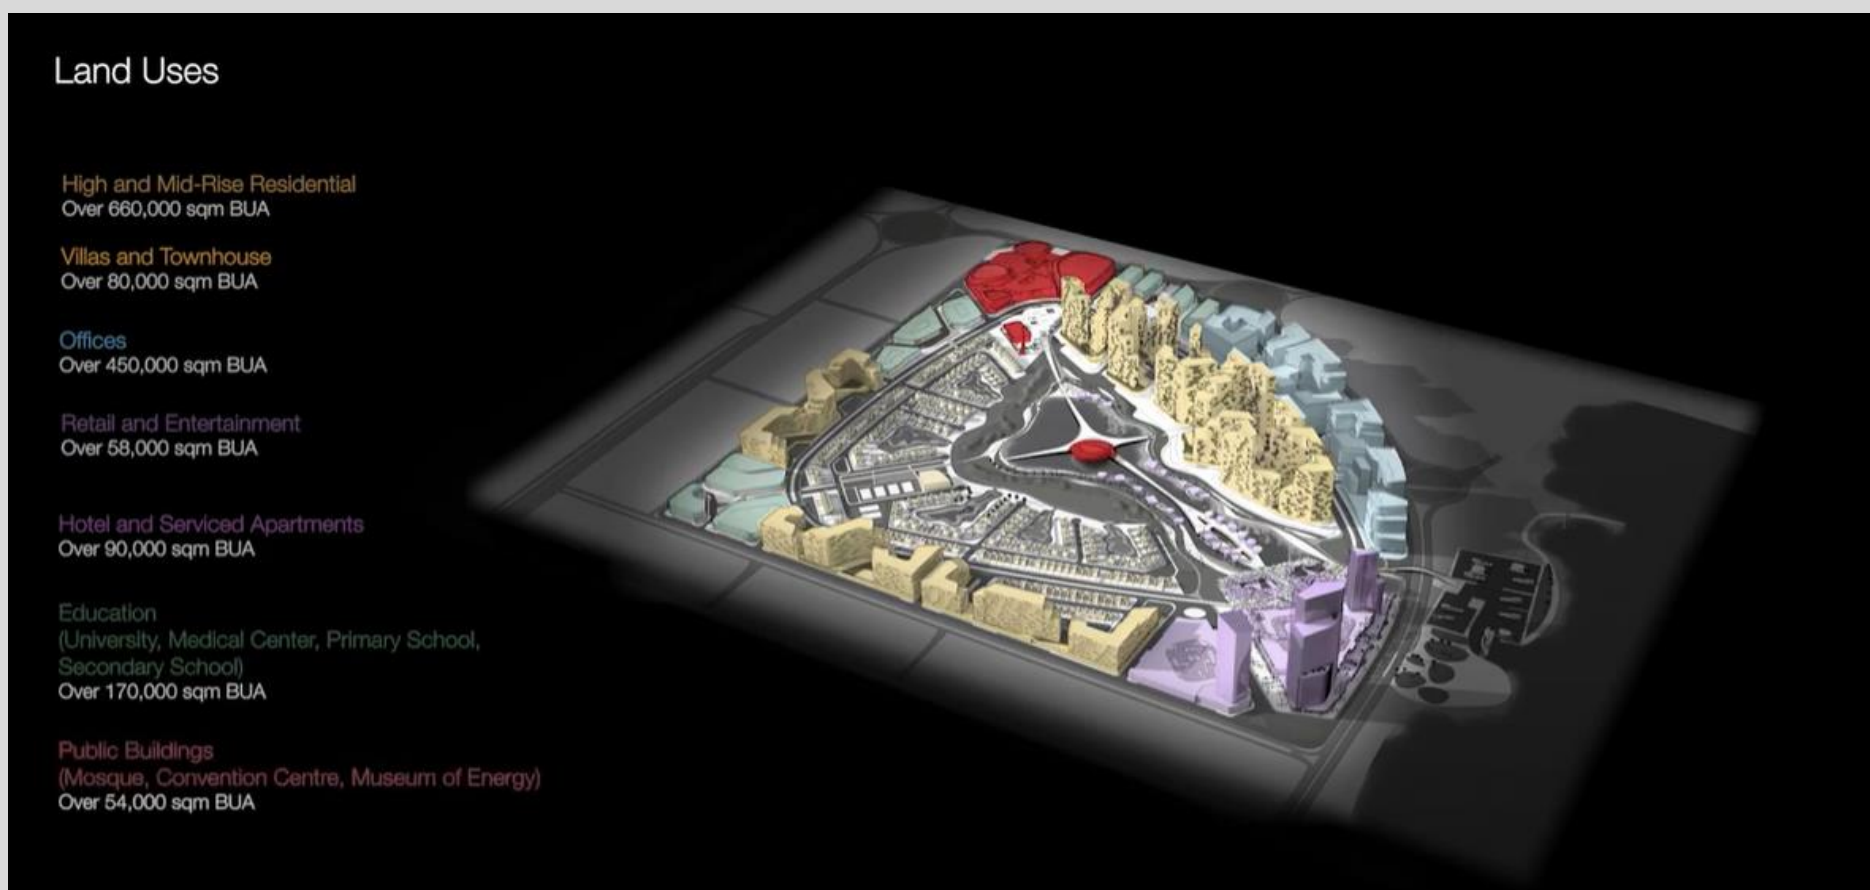 Land Uses
High and Mid-Rise Residential
Over 660,000 sqm BUA
Villas and Townhouse
Over 80,000 sqm BUA
Offices
Over 450,000 sqm BUA
Retail and Entertainment
Over 58,000 sqm BUA
Hotel and Serviced Apartments
Over 90,000 sqm BUA
Education
(University, Medical Center, Primary School,
Secondary School)
Over 170,000 sqm BUA
Public Buildings
(Mosque, Convention Centre, Museum of Energy)
Over 54,000 sqm BUA